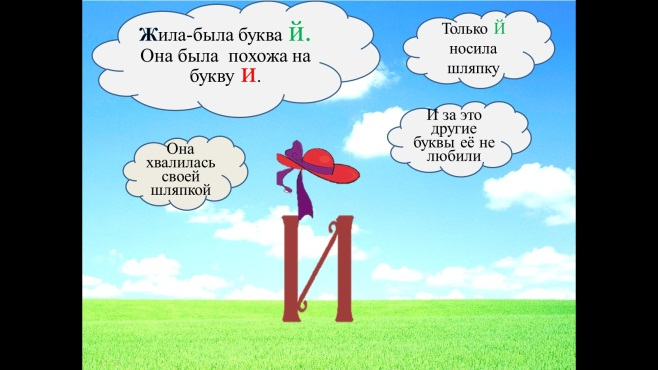 Жила-была буква Й.
Она была похожа на
букву И.
Только Й
носила
шляпку
Она
хвалилась
своей
шляпкой
И за это
другие
буквы её не
любили
И